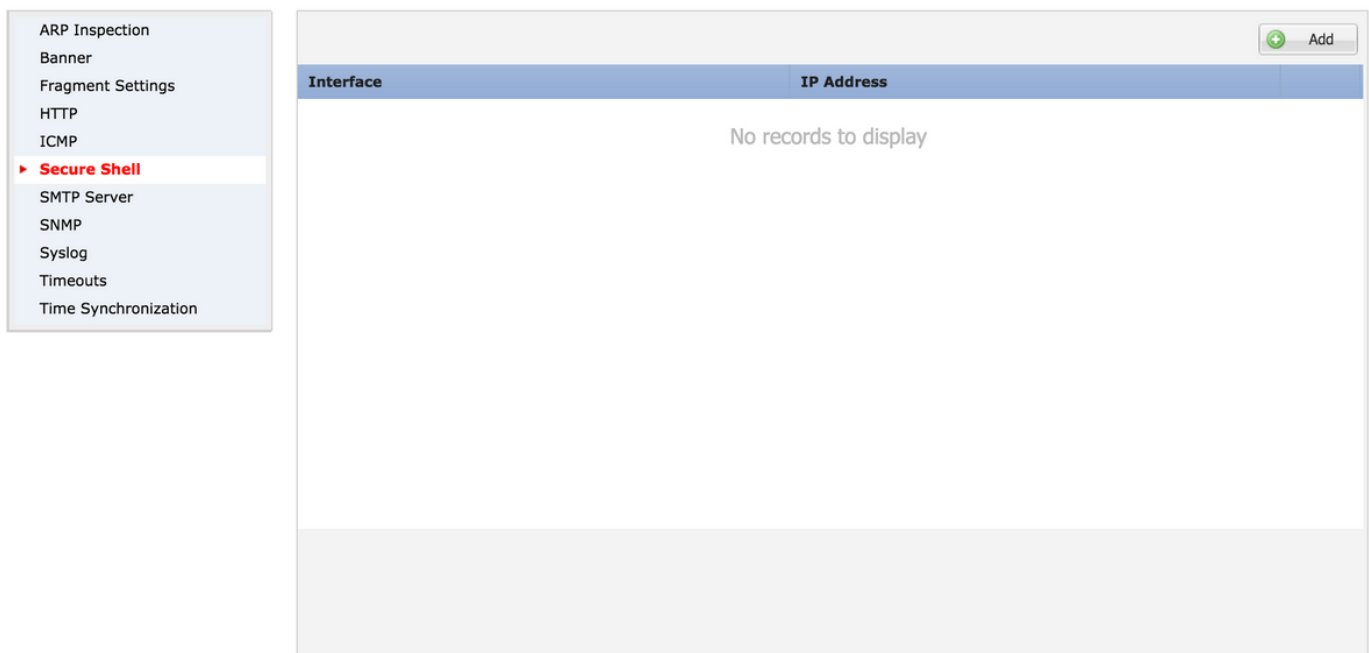 ARP Inspection
Banner
Fragment Settings
HTTP
ICMP
Secure Shell
SMTP Server
SNMP
Syslog
Timeouts
Time Synchronization
Add
Interface IP Address
No records to display